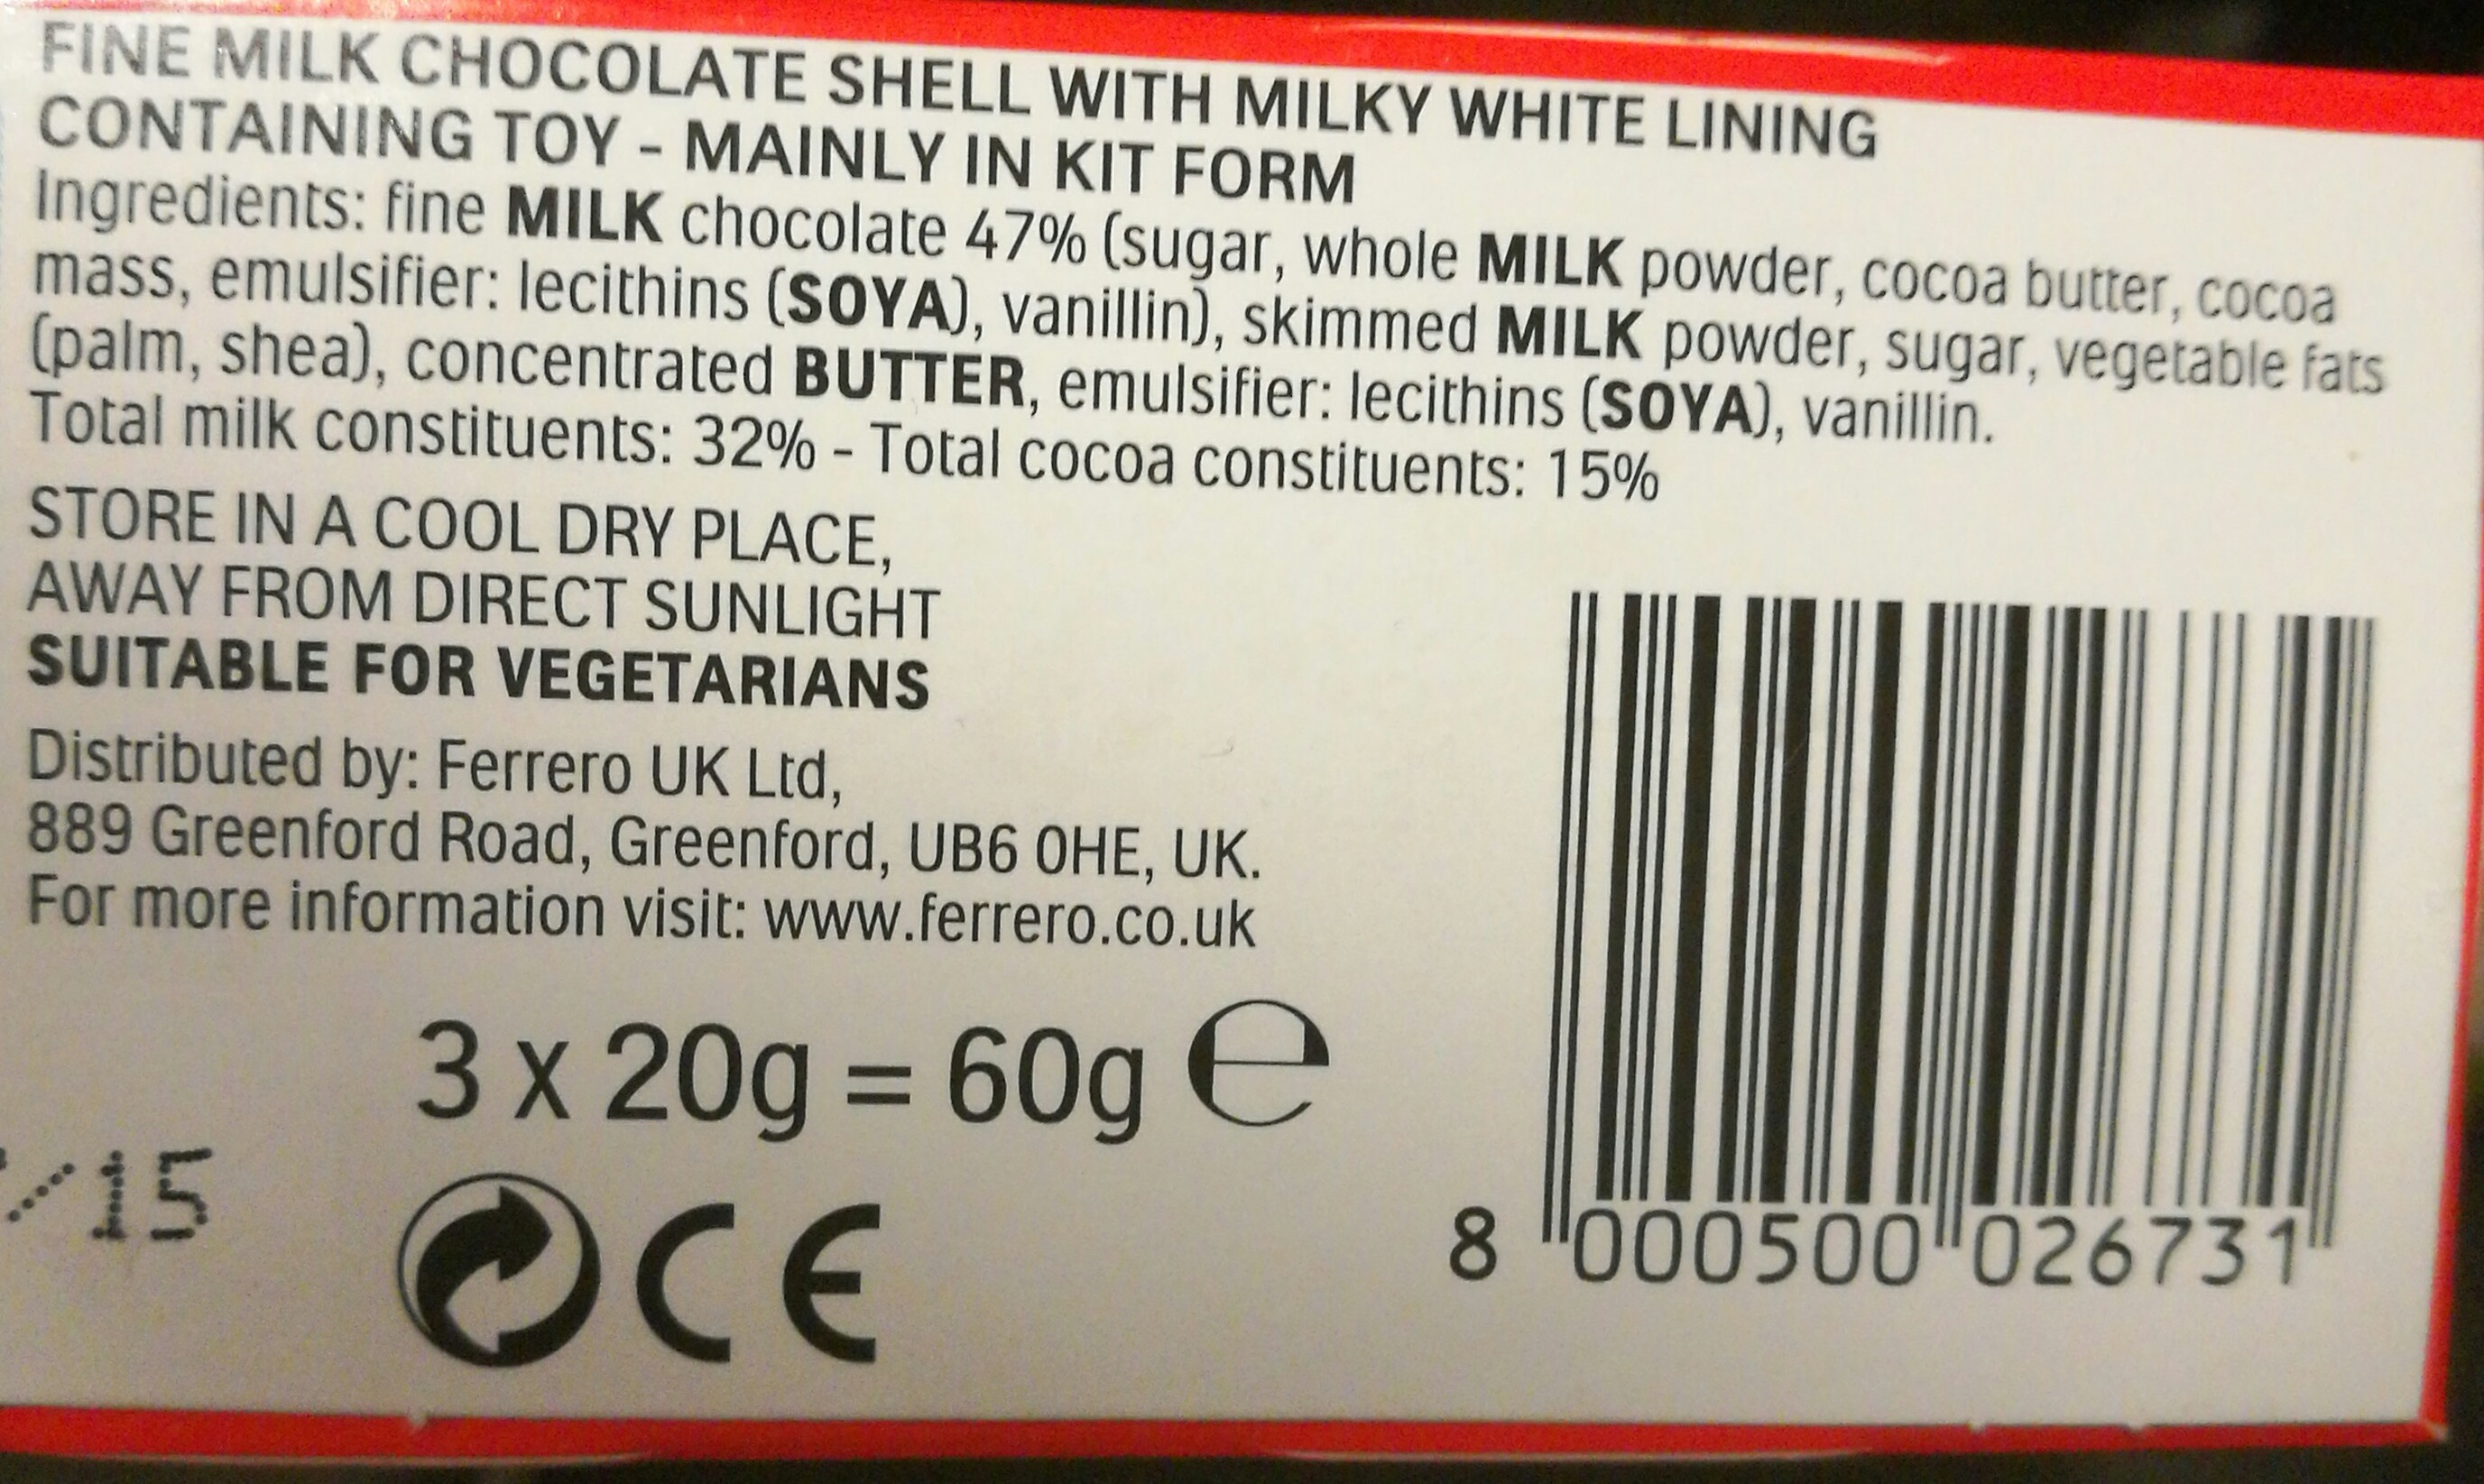 FINE MILK CHOCOLATE SHELL WITH MILKY WHITE LINING
CONTAINING TOY - MAINLY IN KIT FORM
Ingredients: fine MILK chocolate 47% (sugar, whole MILK powder, cocoa butter, cocoa
mass, emulsifier: lecithins (SOYA), vanillin), skimmed MILK powder, sugar, vegetable fats
(palm, shea), concentrated BUTTER, emulsifier: lecithins (SOYA), vanillin.
Total milk constituents: 32% - Total cocoa constituents: 15%
STORE IN A COOL DRY PLACE,
AWAY FROM DIRECT SUNLIGHT
SUITABLE FOR VEGETARIANS
Distributed by: Ferrero UK Ltd,
889 Greenford Road, Greenford, UB6 0HE, UK.
For more information visit: www.ferrero.co.uk
3 x 20g = 60g e
/15
CE
8 000500 026731